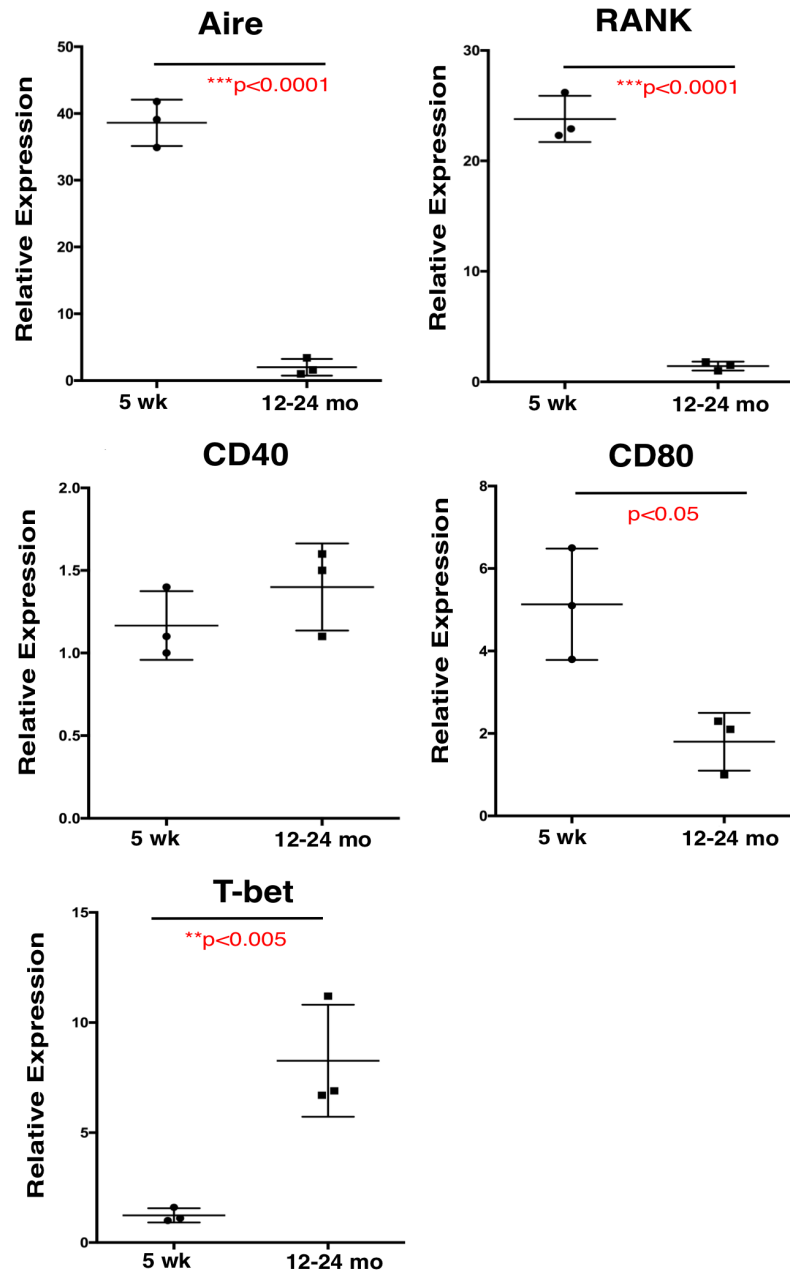 Aire
Relative Expression
50
40
30
20
10
0
***p<0.0001
5 wk
12-24 mo
RANK
Relative Expression
30
20
10
0
***p<0.0001
5 wk
12-24 mo
CD40
Relative Expression
2.0
1.5
1.0
0.5
0.0
5 wk
12-24 mo
CD80
Relative Expression
8
6
4
2
0
p<0.05
5 wk
12-24 mo
T-bet
Relative Expression
15
10
5
0
**p<0.005
5 wk
12-24 mo